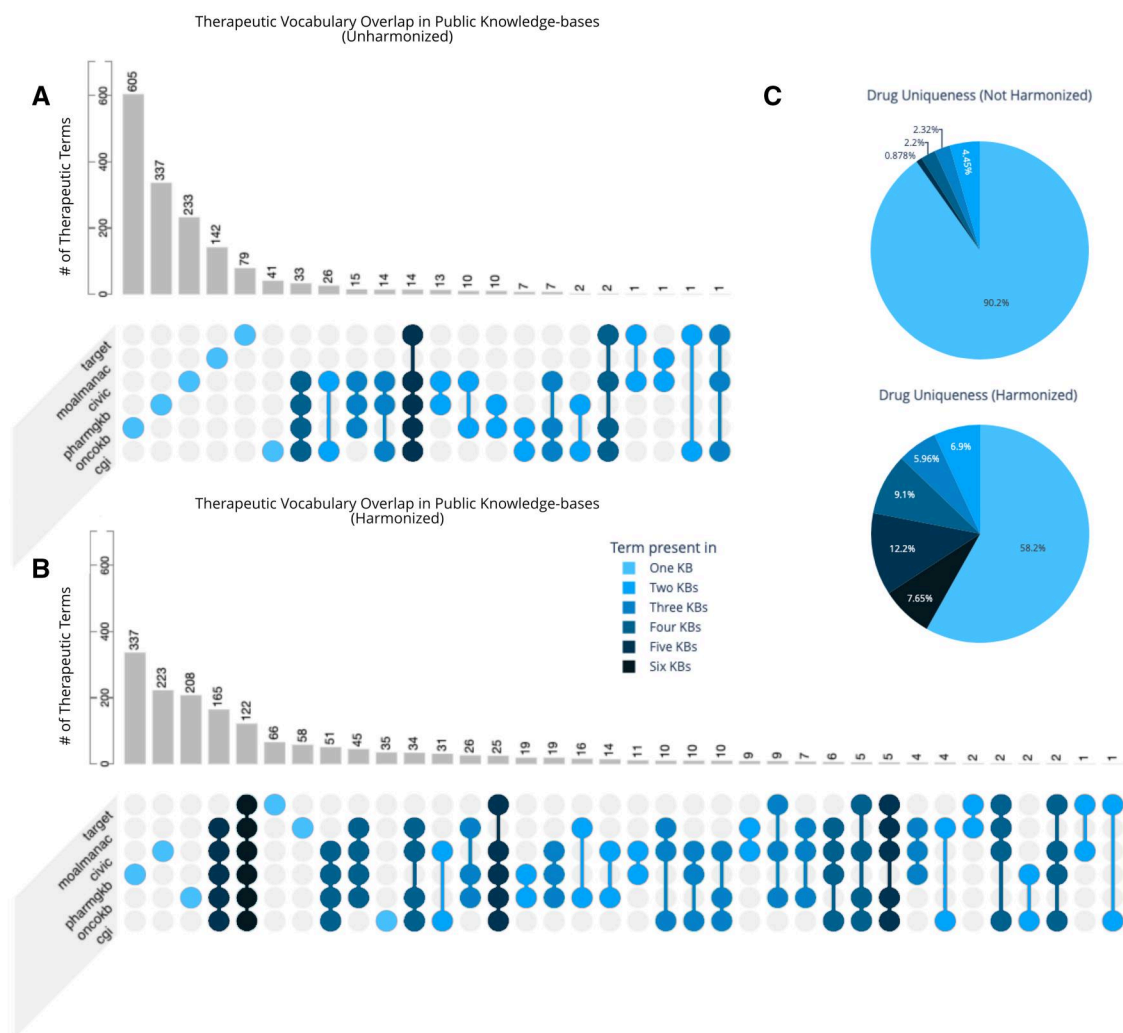 Therapeutic Vocabulary Overlap in Public Knowledge-bases
(Unharmonized)
A
# of Therapeutic Terms
600
400
200
0
605
337
233
142
79
41
33
26
15
14
14
13
10
10
7
7
2
2
1
1
1
1
target
moalmanac
civic
pharmgkb
oncokb
cgi
Therapeutic Vocabulary Overlap in Public Knowledge-bases
(Harmonized)
B
# of Therapeutic Terms
600
400
200
0
337
223
208
165
122
66
58
51
45
35
34
31
26
25
19
19
16
14
11
10
10
10
9
9
7
6
5
5
4
4
2
2
2
2
1
1
target
moalmanac
civic
pharmgkb
oncokb
cgi
Term present in
One KB
Two KBs
Three KBs
Four KBs
Five KBs
Six KBs
C
Drug Uniqueness (Not Harmonized)
2.32%
2.2%
0.878%
4.45%
90.2%
Drug Uniqueness (Harmonized)
6.9%
5.96%
9.1%
12.2%
7.65%
58.2%